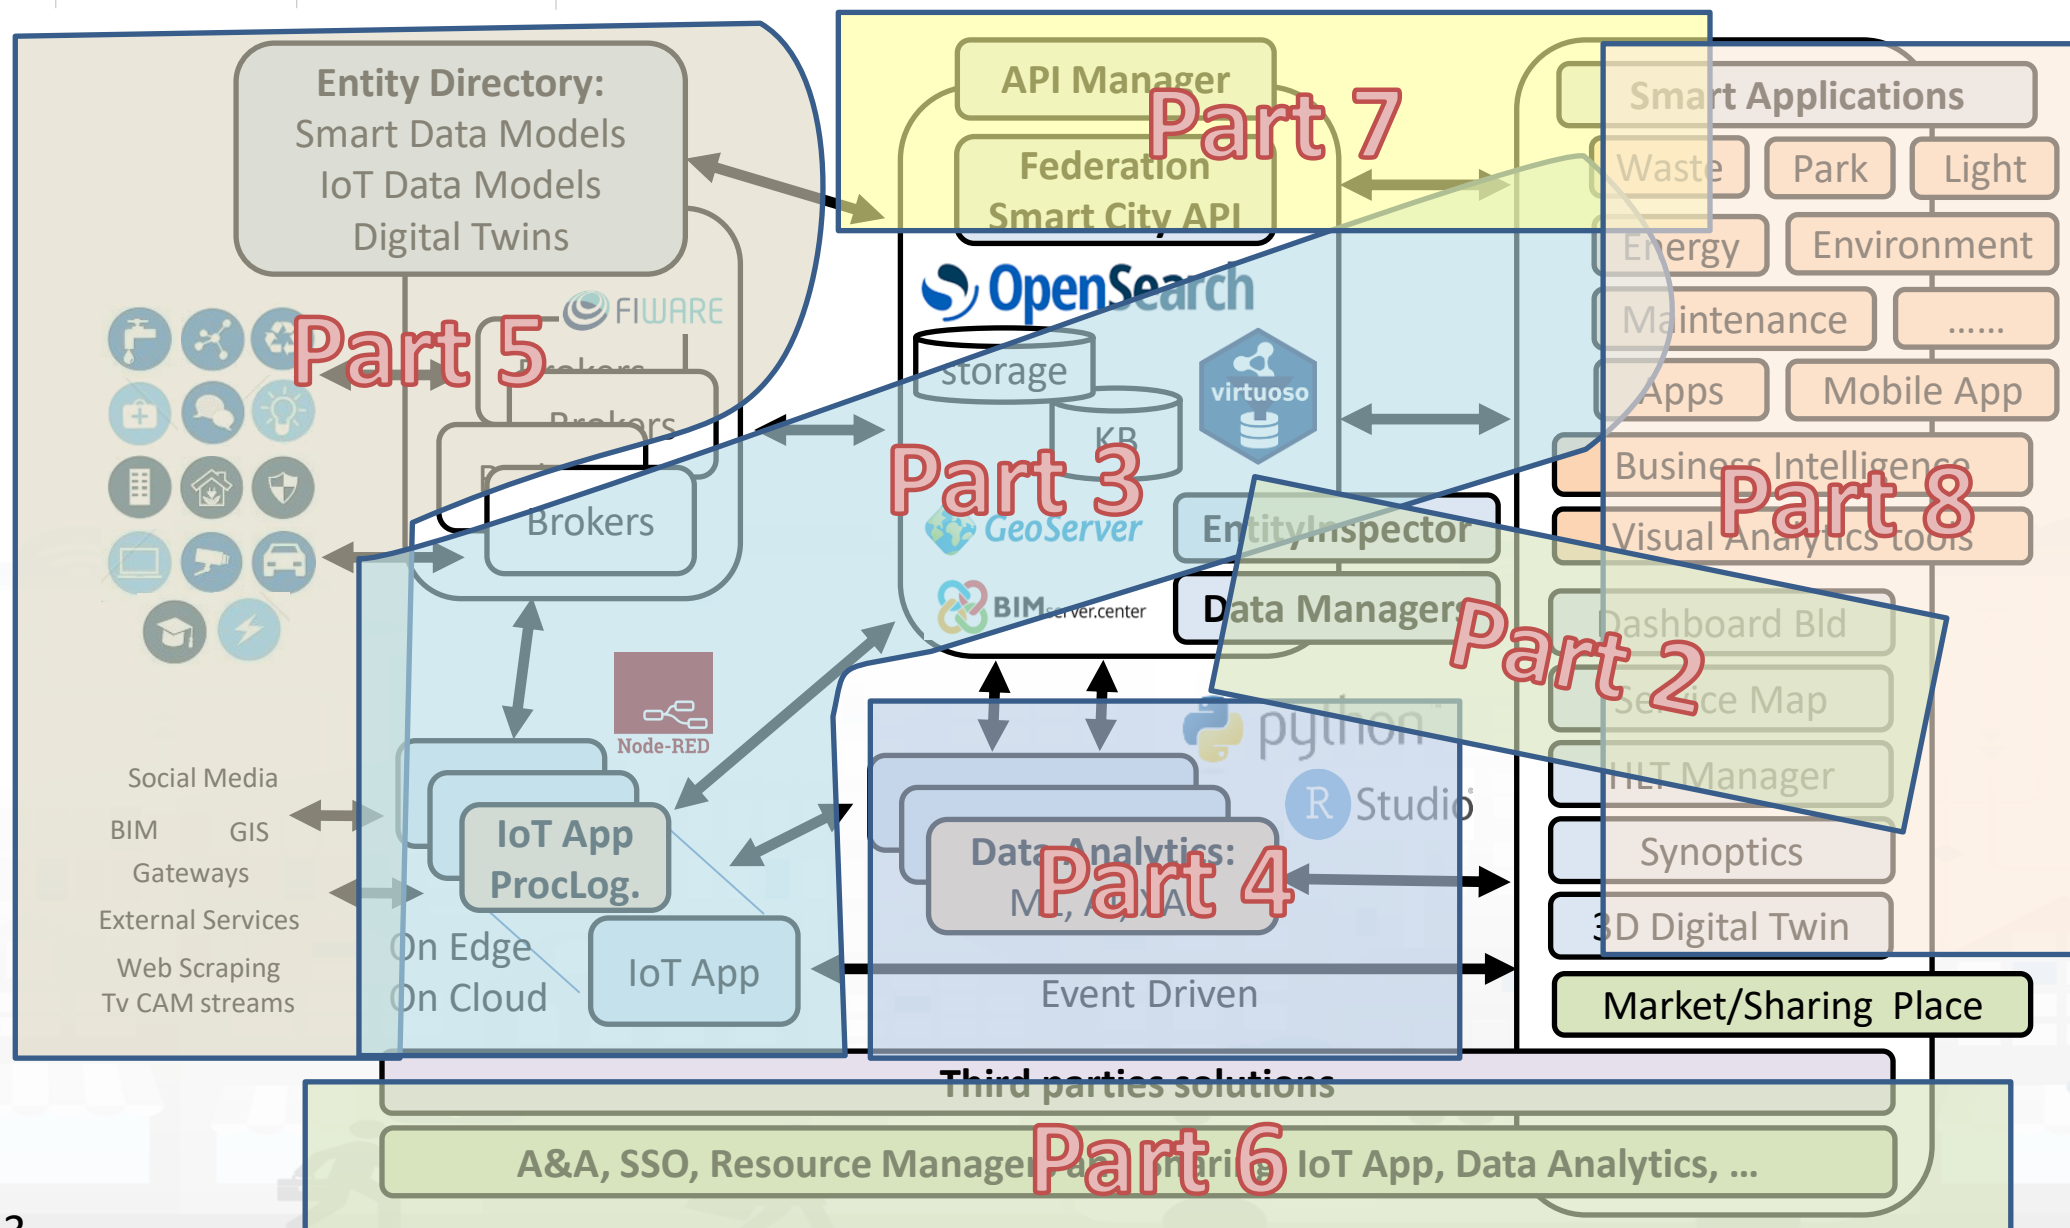 Entity Directory:
Smart Data Models
IoT Data Models
Digital Twins
FIWARE
Part 5
Brokers
Brokers
Brokers
Social Media
BIM
GIS
Gateways
External Services
Web Scraping
Tv CAM streams
Node-RED
IoT App
ProcLog.
On Edge
On Cloud
IoT App
API Manager
Part 7
Federation
Smart City API
OpenSearch
storage
KB
virtuoso
Part 3
GeoServer
EntityInspector
BIMserver.center
Data Managers
python™
R Studio
Data Analytics:
Part 4
Event Driven
Smart Applications
Waste
Park
Light
Energy
Environment
Maintenance
......
Apps
Mobile App
Business Intelligence
Part 8
Visual Analytics tools
Dashboard Bld
Part 2
Service Map
HLT Manager
Synoptics
3D Digital Twin
Market/Sharing Place
Third parties solutions
A&A, SSO, Resource Manager and Sharing, IoT App, Data Analytics, ...
Part 6